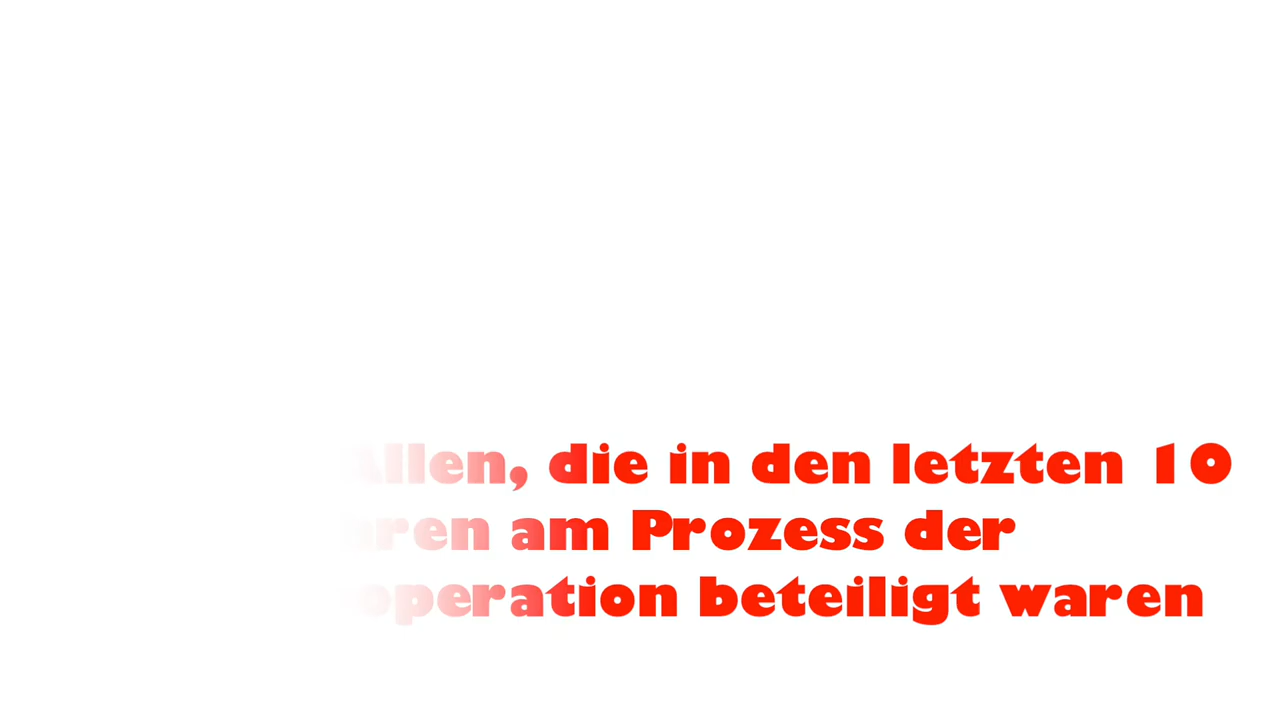 Allen, die in den letzten 10
am Prozess der
beteiligt waren